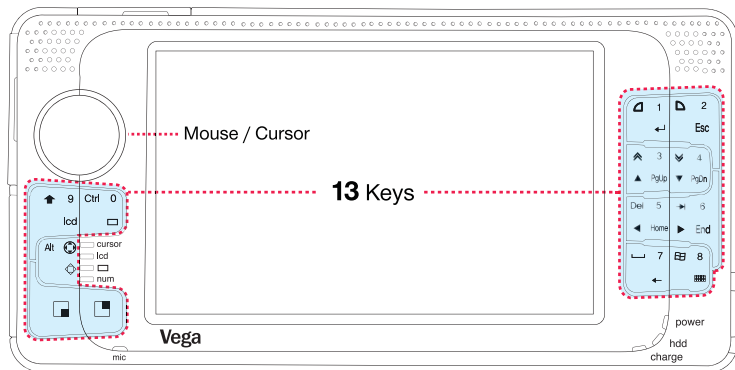 Mouse / Cursor
13 Keys
9 Ctrl 0
lcd
Alt
cursor
lcd
num
1 2
Esc
3 4
PgUp PgDn
Del 5 6
Home End
7 8
Vega
mic
power
hdd
charge